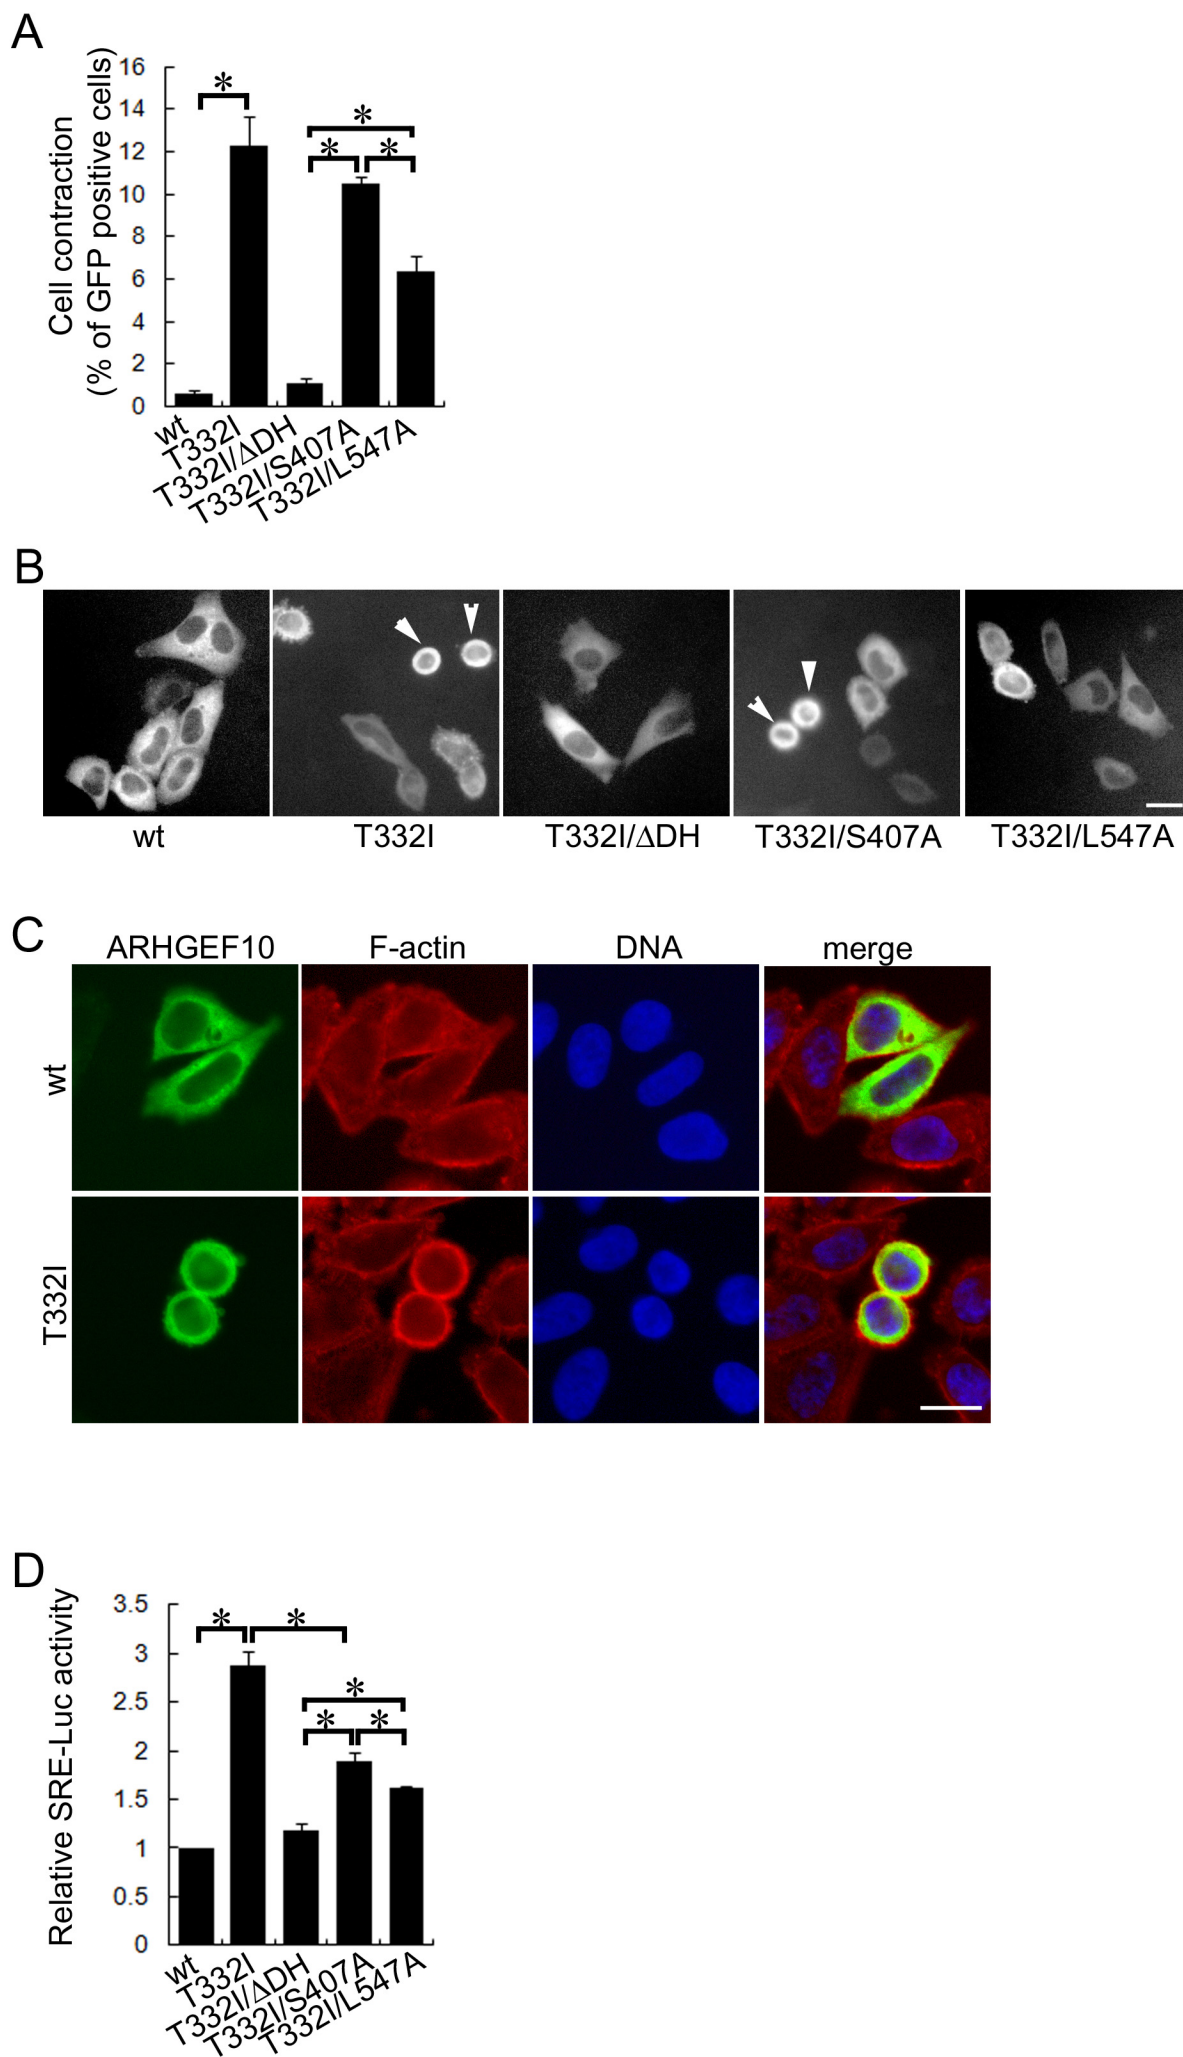 A
Cell contraction
(% of GFP positive cells)
16
14
12
10
8
6
4
2
0
*
*
*
*
wt
T332I
T332I/ΔDH
T332I/S407A
T332I/L547A
B
wt
T332I
T332I/ΔDH
T332I/S407A
T332I/L547A
C
ARHGEF10
F-actin
DNA
merge
wt
T332I
D
Relative SRE-Luc activity
3.5
3
2.5
2
1.5
1
0.5
0
*
*
*
*
*
wt
T332I
T332I/ΔDH
T332I/S407A
T332I/L547A